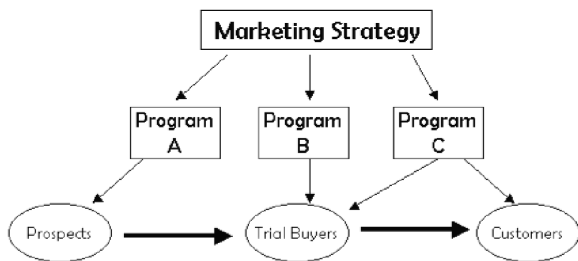 Marketing Strategy
Program
A
Program
B
Program
C
Prospects
Trial Buyers
Customers